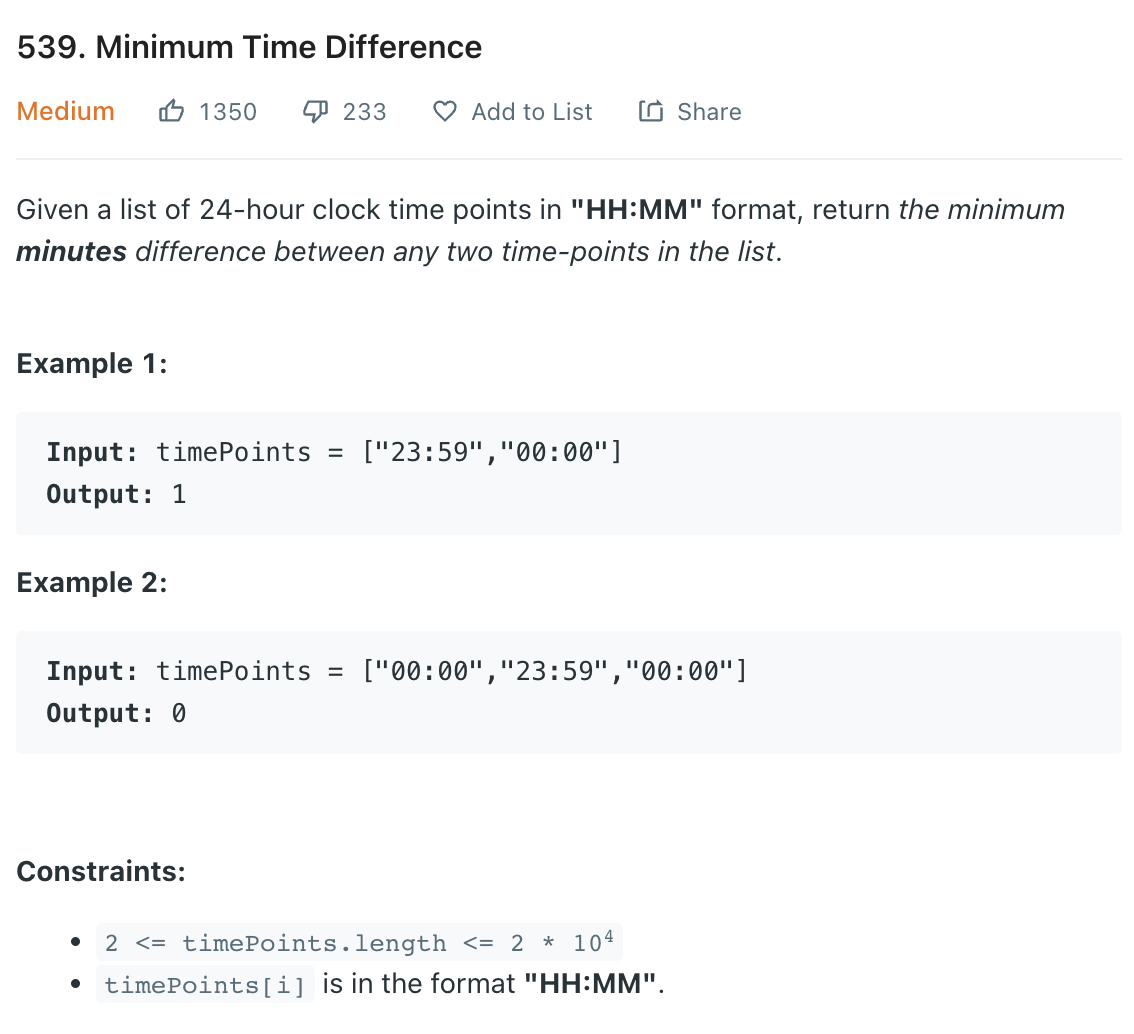 539. Minimum Time Difference
Medium 1350 233 Add to List Share
Given a list of 24-hour clock time points in "HH:MM" format, return the minimum
minutes difference between any two time-points in the list.
Example 1:
Input: timePoints = ["23:59","00:00"]
Output: 1
Example 2:
Input: timePoints = ["00:00","23:59","00:00"]
Output: 0
Constraints:
• 2 <= timePoints.length <= 2 * 10⁴
• timePoints[i] is in the format "HH:MM".